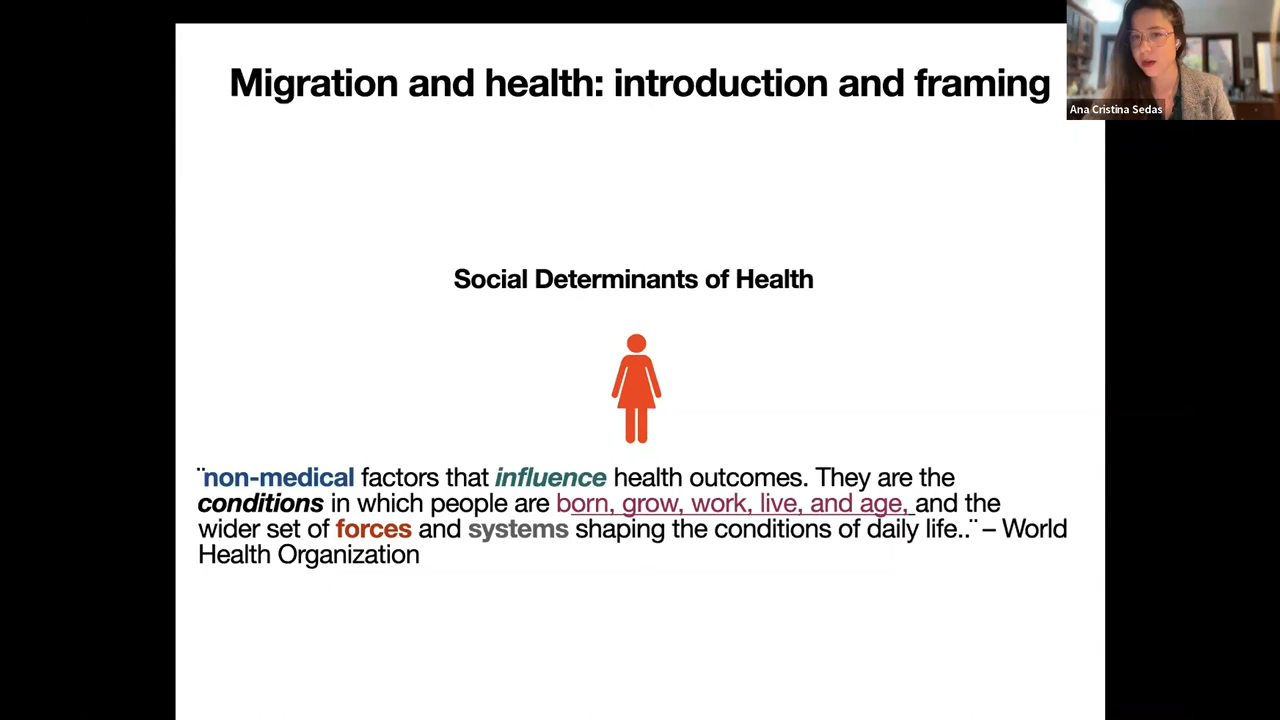 Migration and health: introduction and framing
Ana Cristina Sedas
Social Determinants of Health
¨non-medical factors that influence health outcomes. They are the
conditions in which people are born, grow, work, live, and age, and the
wider set of forces and systems shaping the conditions of daily life..¨ – World
Health Organization